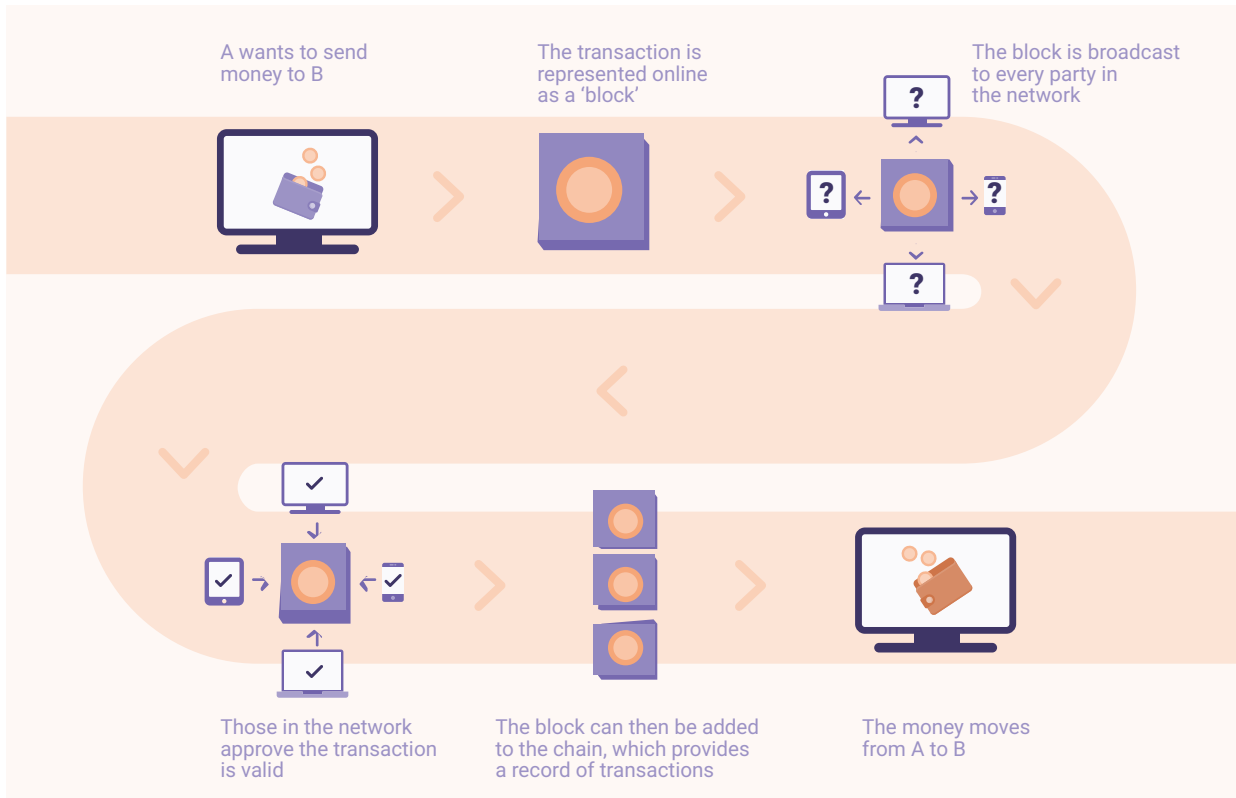 A wants to send
money to B
The transaction is
represented online
as a ‘block’
The block is broadcast
to every party in
the network
?
?
?
?
Those in the network
approve the transaction
is valid
The block can then be added
to the chain, which provides
a record of transactions
The money moves
from A to B